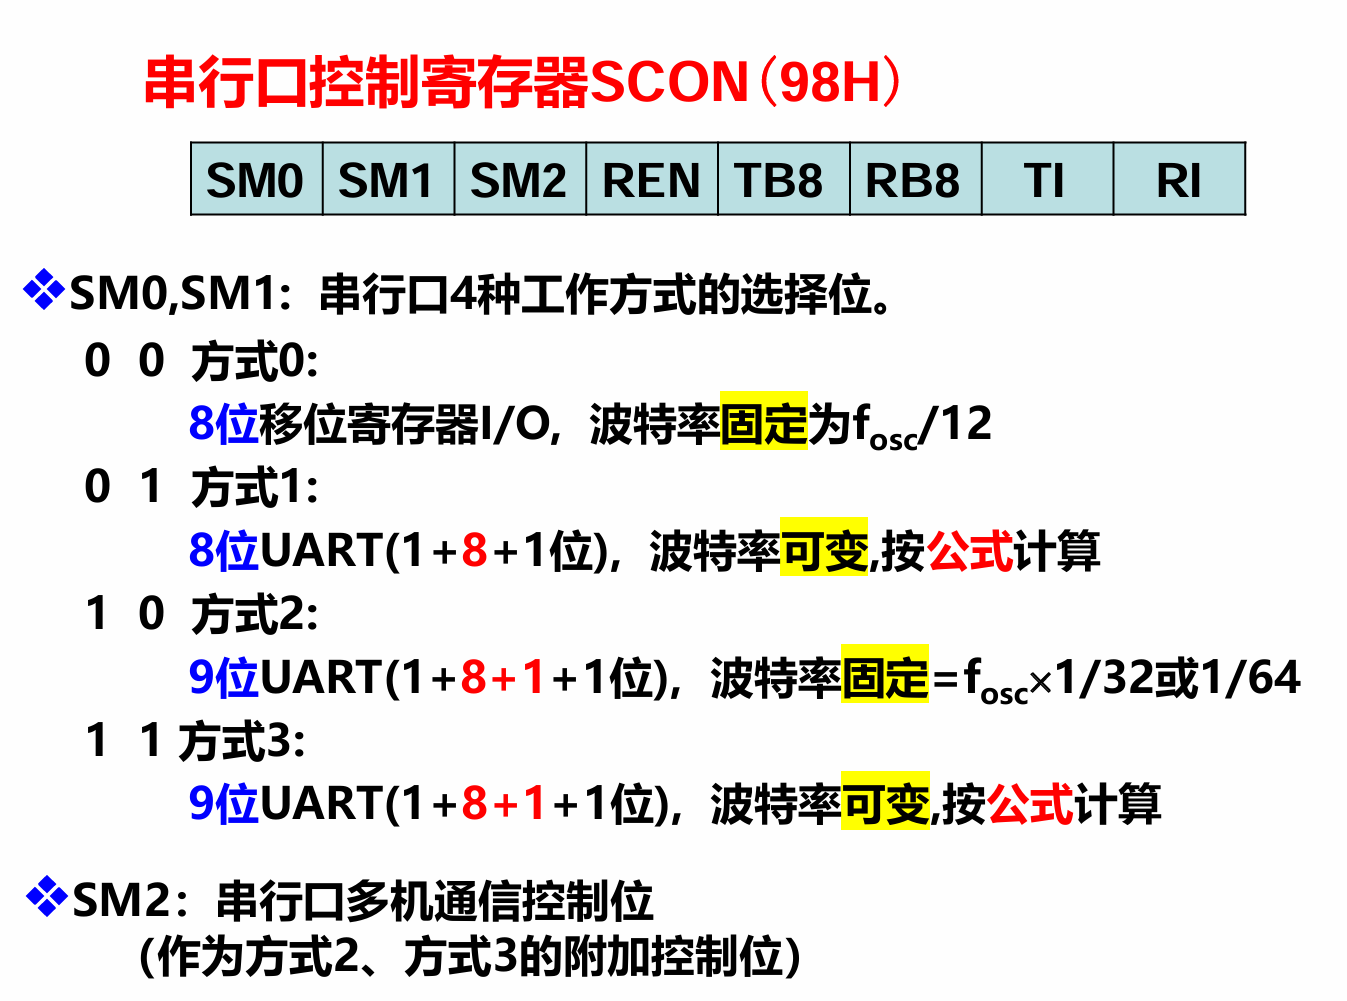 串行口控制寄存器SCON(98H)
SM0 SM1 SM2 REN TB8 RB8 TI RI
❖SM0,SM1: 串行口4种工作方式的选择位。
0 0 方式0:
8位移位寄存器I/O, 波特率固定为fosc/12
0 1 方式1:
8位UART(1+8+1位), 波特率可变,按公式计算
1 0 方式2:
9位UART(1+8+1+1位), 波特率固定=fosc×1/32或1/64
1 1 方式3:
9位UART(1+8+1+1位), 波特率可变,按公式计算
❖SM2: 串行口多机通信控制位
(作为方式2、方式3的附加控制位)